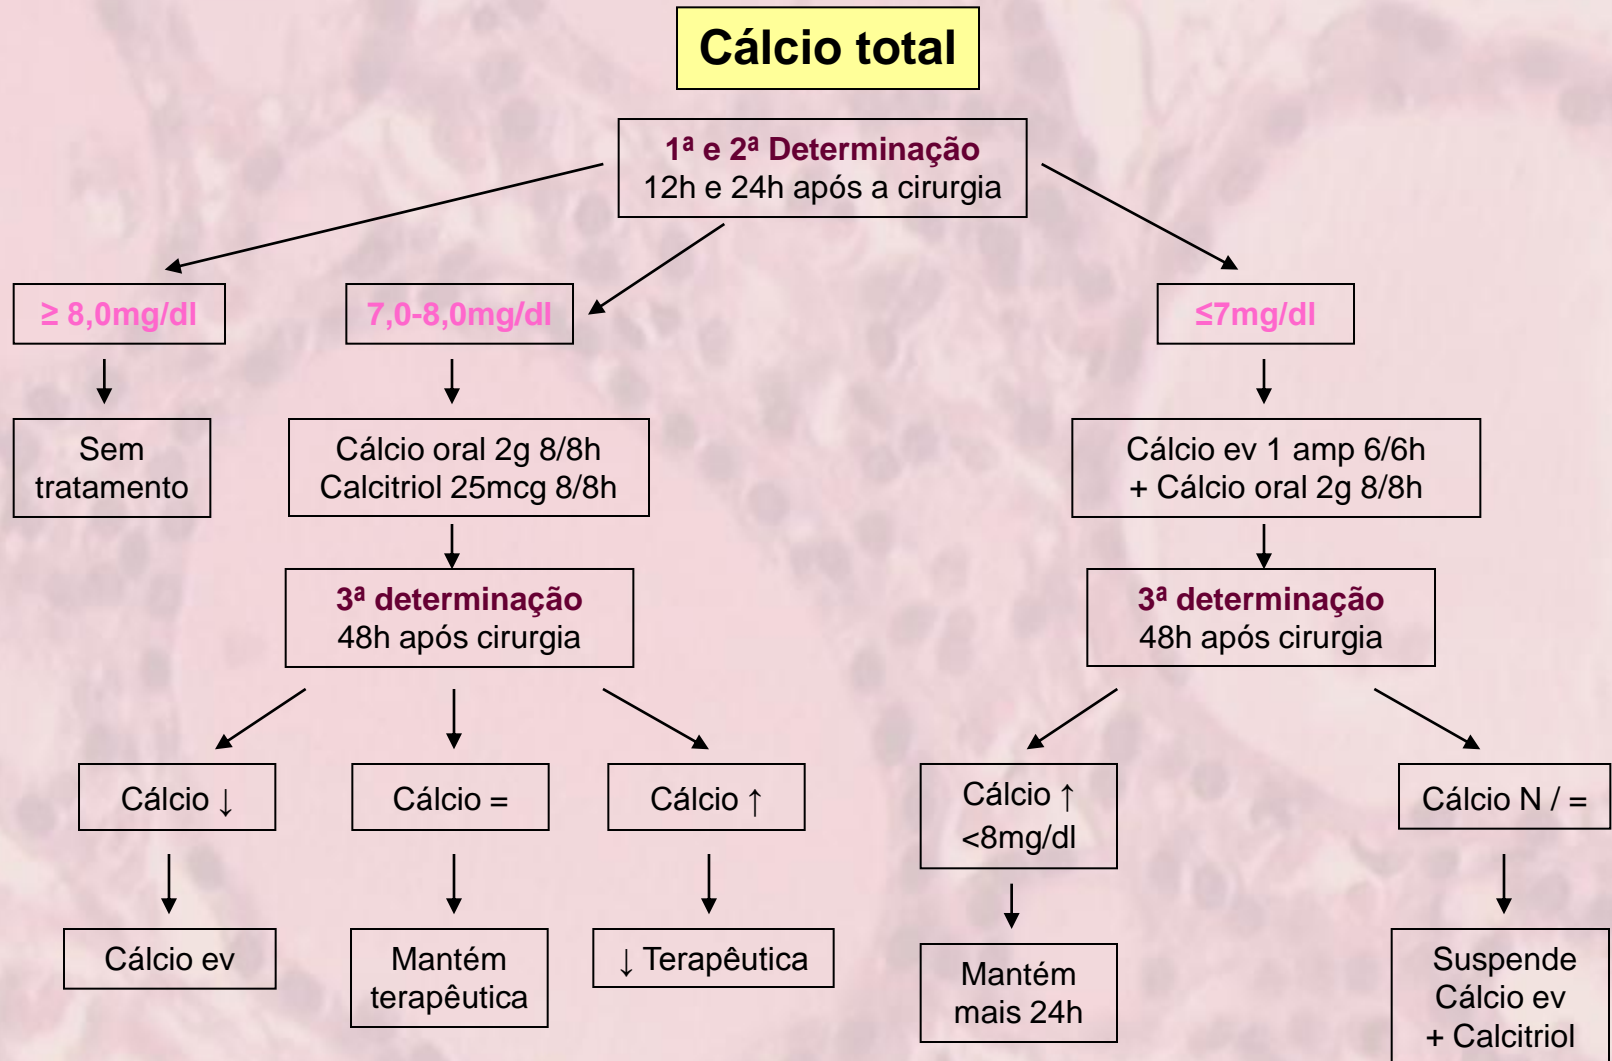 Cálcio total
1ª e 2ª Determinação
12h e 24h após a cirurgia
≥ 8,0mg/dl
7,0-8,0mg/dl
≤7mg/dl
Sem
tratamento
Cálcio oral 2g 8/8h
Calcitriol 25mcg 8/8h
Cálcio ev 1 amp 6/6h
+ Cálcio oral 2g 8/8h
3ª determinação
48h após cirurgia
3ª determinação
48h após cirurgia
Cálcio ↓
Cálcio =
Cálcio ↑
Cálcio ↑
<8mg/dl
Cálcio N / =
Cálcio ev
Mantém
terapêutica
↓ Terapêutica
Mantém
mais 24h
Suspende
Cálcio ev
+ Calcitriol